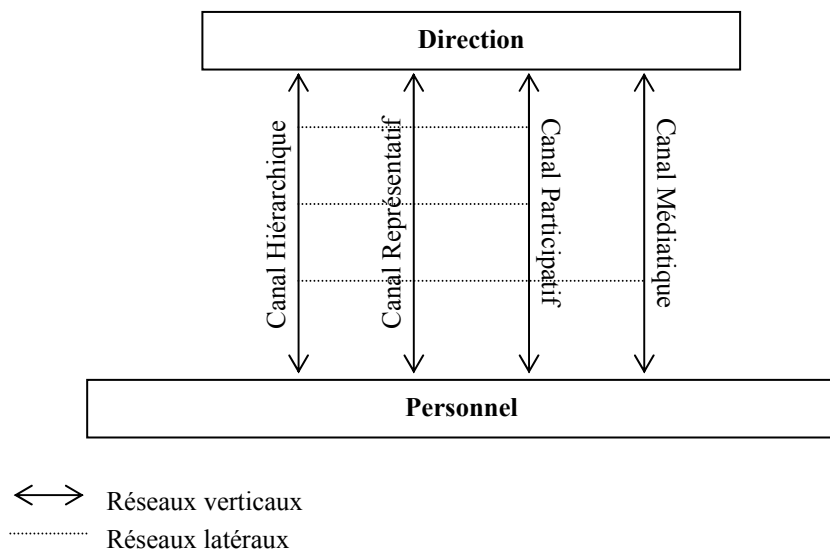 Direction
Canal Hiérarchique
Canal Représentatif
Canal Participatif
Canal Médiatique
Personnel
Réseaux verticaux
Réseaux latéraux